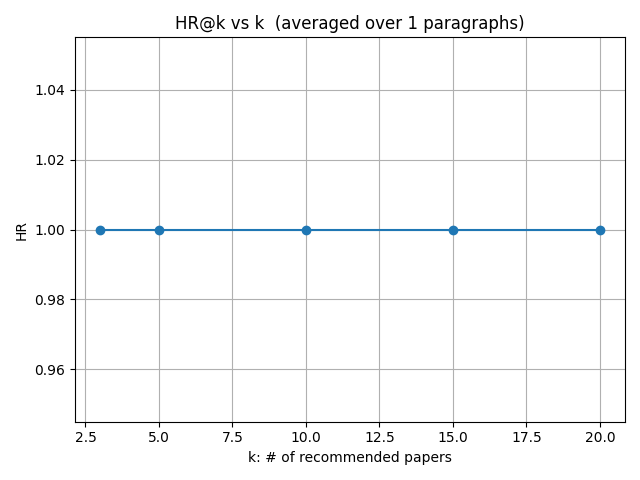 HR@k vs k  (averaged over 1 paragraphs)
1.04
1.02
1.00
0.98
0.96
HR
2.5 5.0 7.5 10.0 12.5 15.0 17.5 20.0
k: # of recommended papers